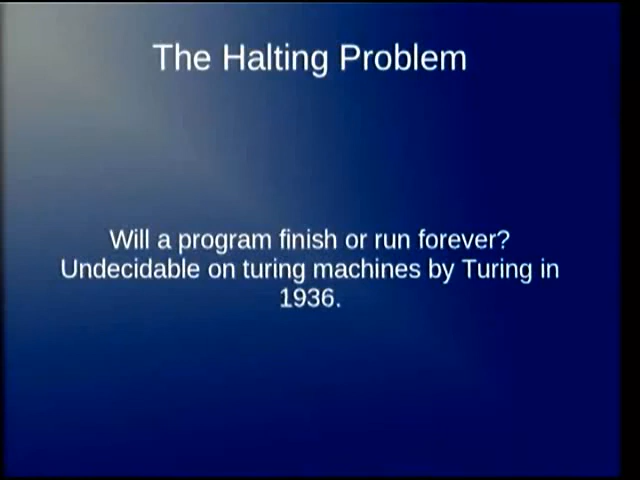 The Halting Problem
Will a program finish or run forever?
Undecidable on turing machines by Turing in
1936.